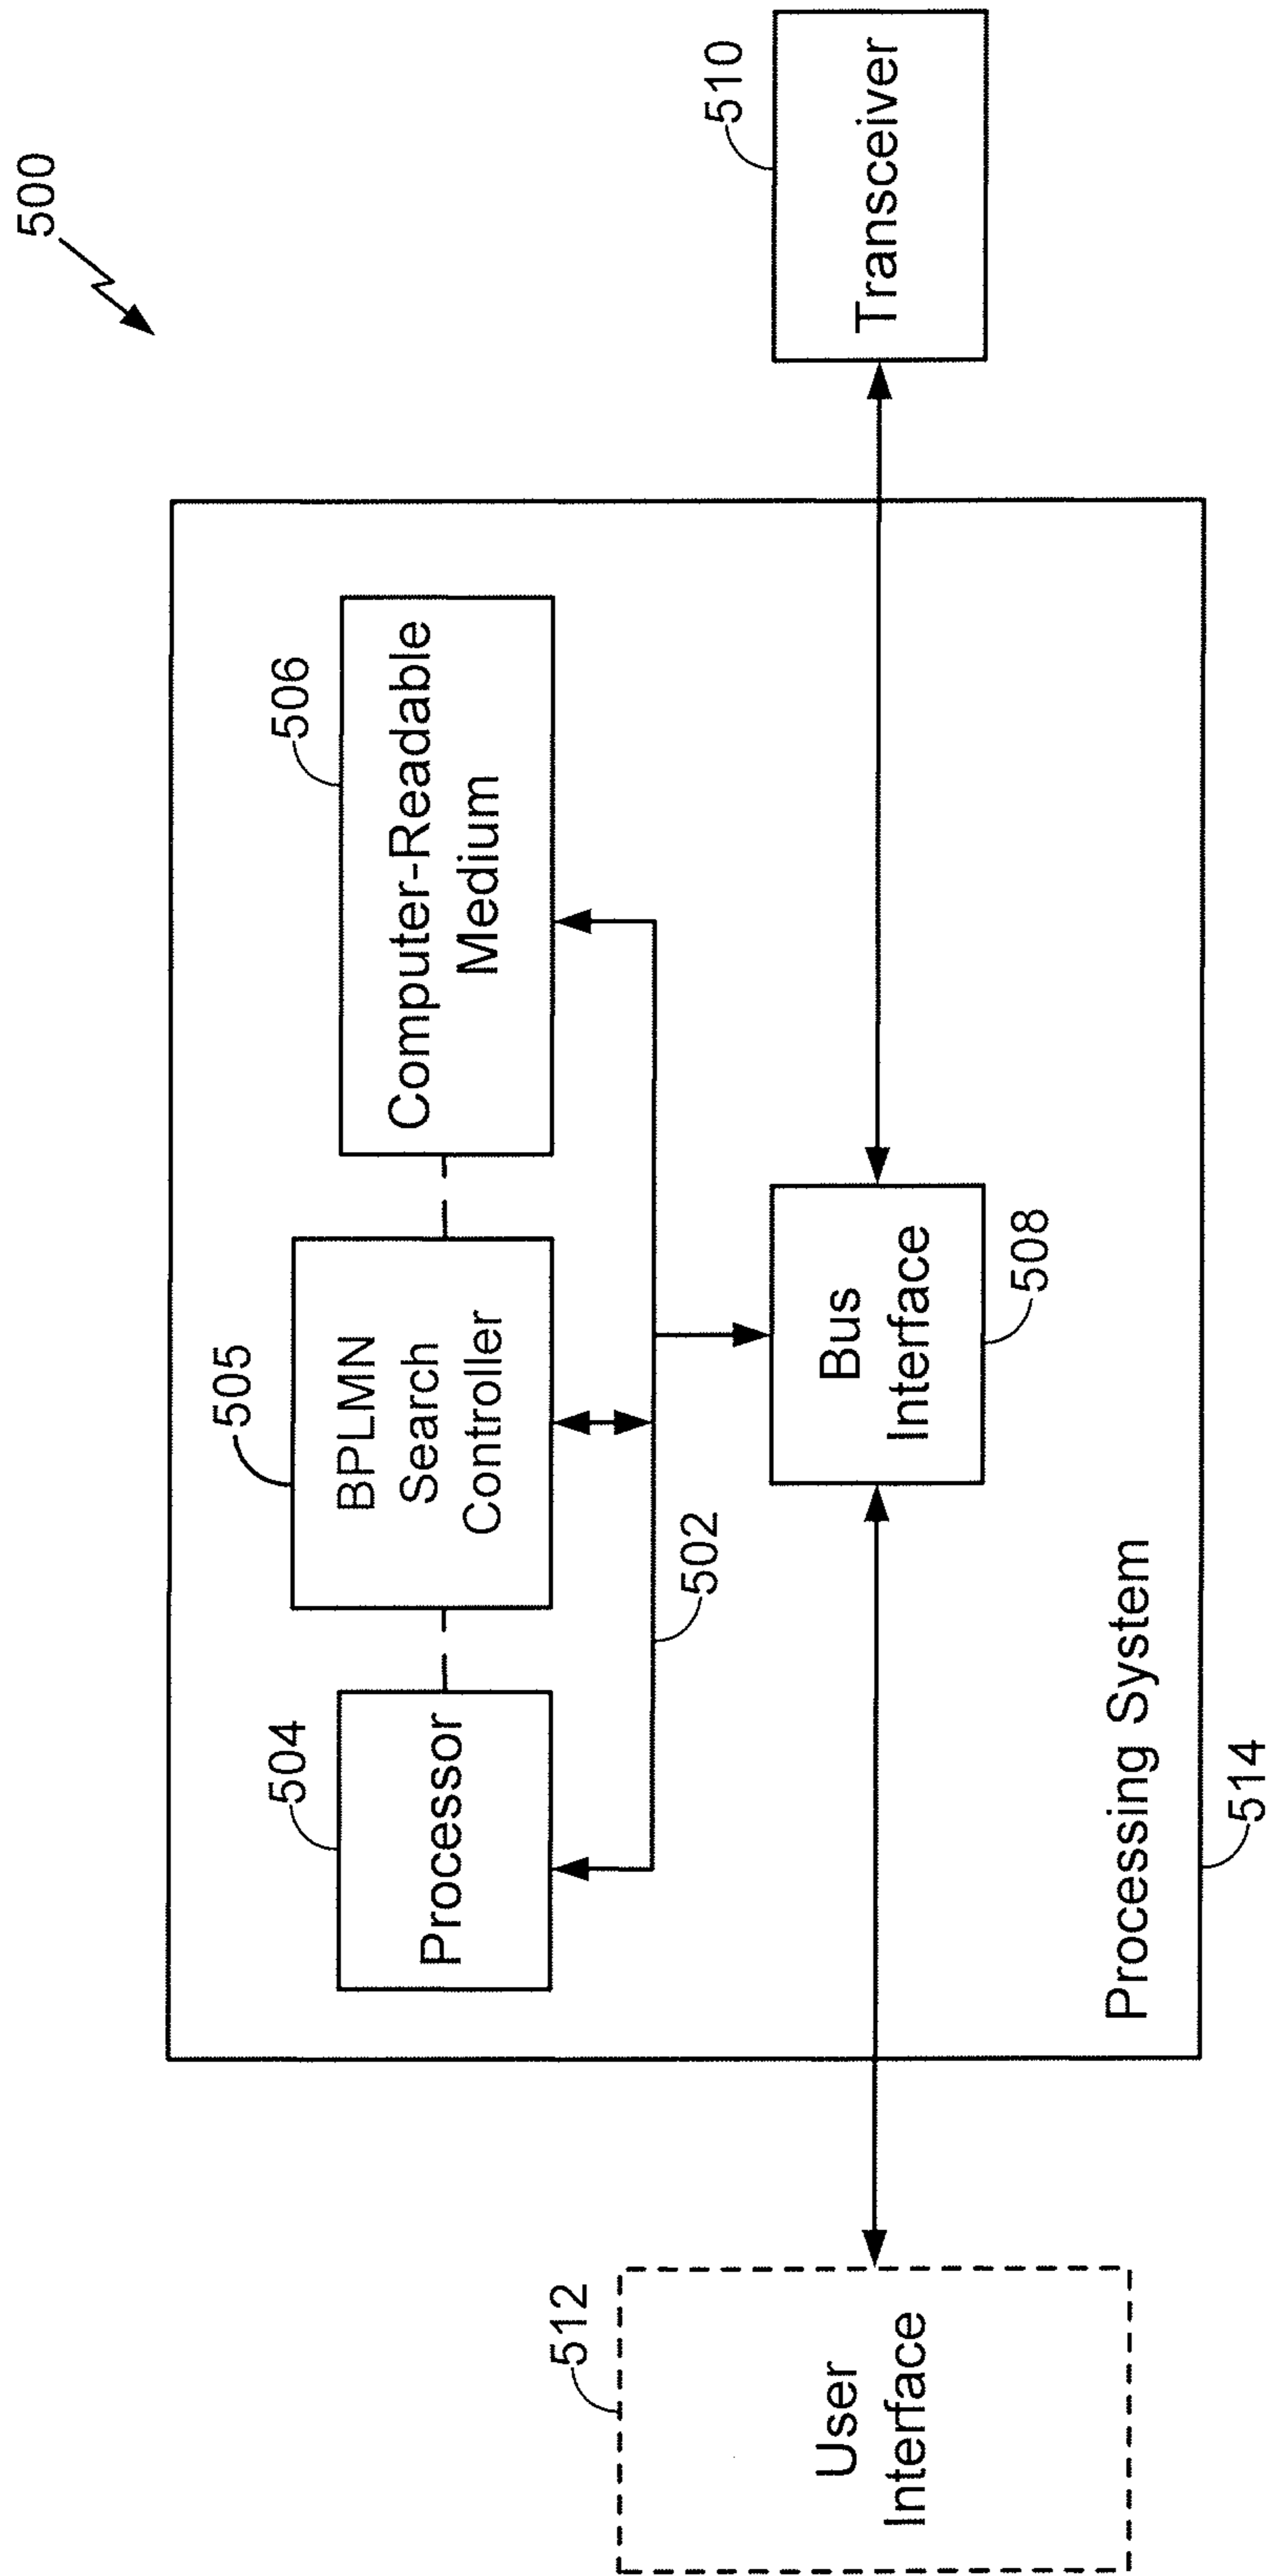 500
506
Computer-Readable
Medium
505
BPLMN
Search
Controller
504
Processor
502
510
Transceiver
Bus
Interface
508
512
User
Interface
Processing System
514